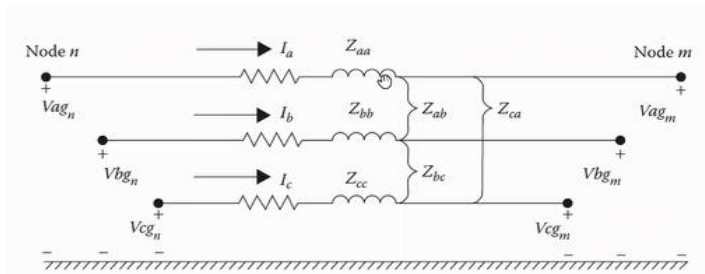 Node n
I_a
Z_aa
Node m
+
Vag_n
I_b
Z_bb
Z_ab
Z_ca
+
Vag_m
+
Vbg_n
I_c
Z_cc
Z_bc
+
Vbg_m
+
Vcg_n
+
Vcg_m
− − −
− − −